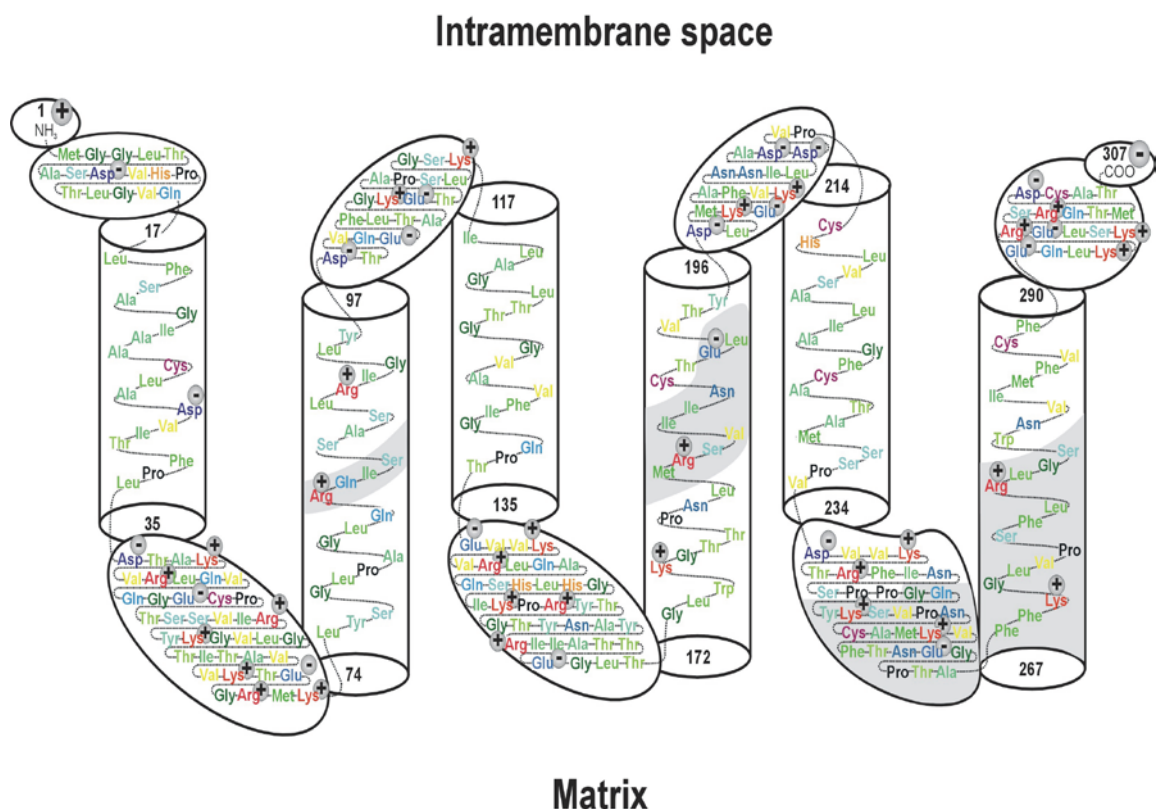 Intramembrane space
1 +
NH₃
Met-Gly-Gly-Leu-Thr
Ala-Ser-Asp-Val-His-Pro
Thr-Leu-Gly-Val-Gln
17
Leu
Phe
Ser
Ala
Gly
Ile
Ala
Ala
Cys
Leu
Ala
Asp -
Val
Ile
Thr
Phe
Pro
Leu
35
Asp-Thr-Ala-Lys
Val-Arg-Leu-Gln-Val
Gln-Gly-Glu-Cys-Pro
Thr-Ser-Ser-Val-Ile-Arg
Tyr-Lys-Gly-Val-Leu-Gly
Thr-Ile-Thr-Ala-Val
Val-Lys-Thr-Glu
Gly-Arg-Met-Lys
Gly-Ser-Lys
Ala-Pro-Ser-Leu
Gly-Lys-Glu-Thr
Phe-Leu-Thr-Ala
Val-Gln-Glu
Asp-Thr
97
Tyr
Leu
Gly
Ile
Arg +
Leu
Ser
Ala
Ser
Ser
Ile
Gln
Arg +
Gln
Leu
Gly
Ala
Pro
Leu
Gly
Ser
Tyr
Leu
74
117
Ile
Leu
Ala
Gly
Leu
Thr
Thr
Gly
Gly
Val
Ala
Val
Phe
Ile
Gly
Gln
Pro
Thr
135
Glu-Val-Val-Lys
Val-Arg-Leu-Gln-Ala
Gln-Ser-His-Leu-His-Gly
Ile-Lys-Pro-Arg-Tyr-Thr
Gly-Thr-Tyr-Asn-Ala-Tyr
Arg-Ile-Ile-Ala-Thr-Thr
Glu-Gly-Leu-Thr
Val-Pro
Ala-Asp-Asp
Asn-Asn-Ile-Leu
Ala-Phe-Val-Lys
Met-Lys-Glu
Asp-Leu
196
Tyr
Thr
Val
Leu
Glu -
Thr
Cys
Asn
Ile
Ile
Val
Ser
Arg +
Met
Leu
Asn
Pro
Thr
Thr
Gly
Lys +
Trp
Leu
Gly
172
214
Cys
His
Leu
Val
Ser
Ala
Leu
Ile
Ala
Gly
Phe
Cys
Ala
Thr
Ala
Met
Ser
Ser
Pro
Val
234
Asp-Val-Val-Lys
Thr-Arg-Phe-Ile-Asn
Ser-Pro-Pro-Gly-Gln
Tyr-Lys-Ser-Val-Pro-Asn
Cys-Ala-Met-Lys-Val
Phe-Thr-Asn-Glu-Gly
Pro-Thr-Ala
307 -
COO
Asp-Cys-Ala-Thr
Ser-Arg-Gln-Thr-Met
Arg-Glu-Leu-Ser-Lys
Glu-Gln-Leu-Lys
290
Phe
Cys
Val
Phe
Met
Ile
Val
Asn
Trp
Ser
Gly
Leu
Arg +
Leu
Phe
Ser
Pro
Val
Leu
Gly
Lys +
Phe
Phe
267
Matrix